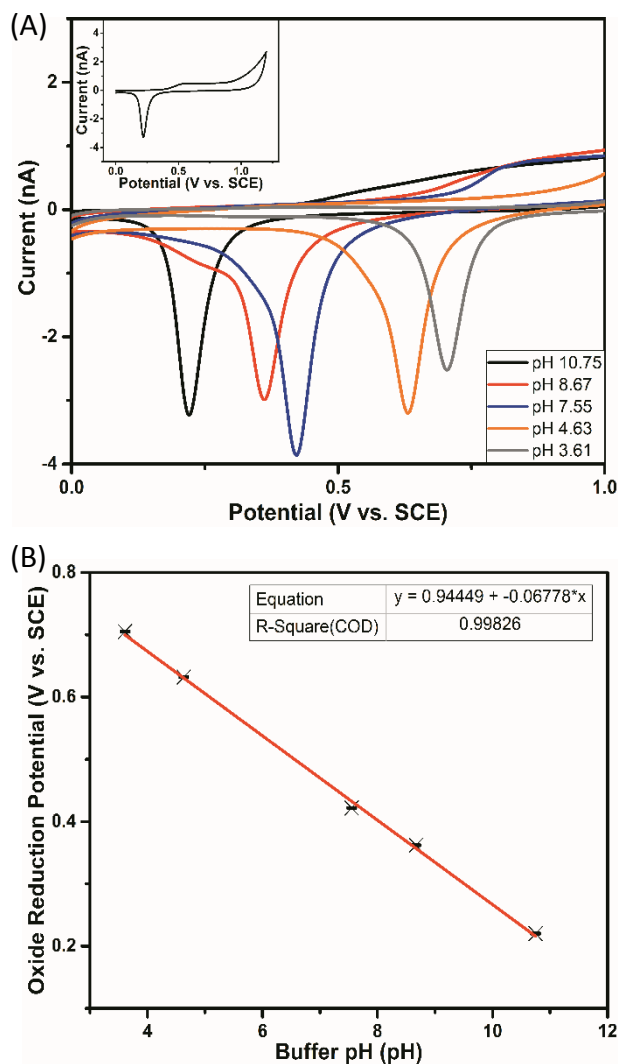 (A)
Current (nA)
2
0
-2
-4
0.0
0.5
1.0
Potential (V vs. SCE)
Current (nA)
4
2
0
-2
-4
0.0
0.5
1.0
Potential (V vs. SCE)
pH 10.75
pH 8.67
pH 7.55
pH 4.63
pH 3.61
(B)
Oxide Reduction Potential (V vs. SCE)
0.8
0.6
0.4
0.2
4
6
8
10
12
Buffer pH (pH)
Equation y = 0.94449 + -0.06778*x
R-Square(COD) 0.99826